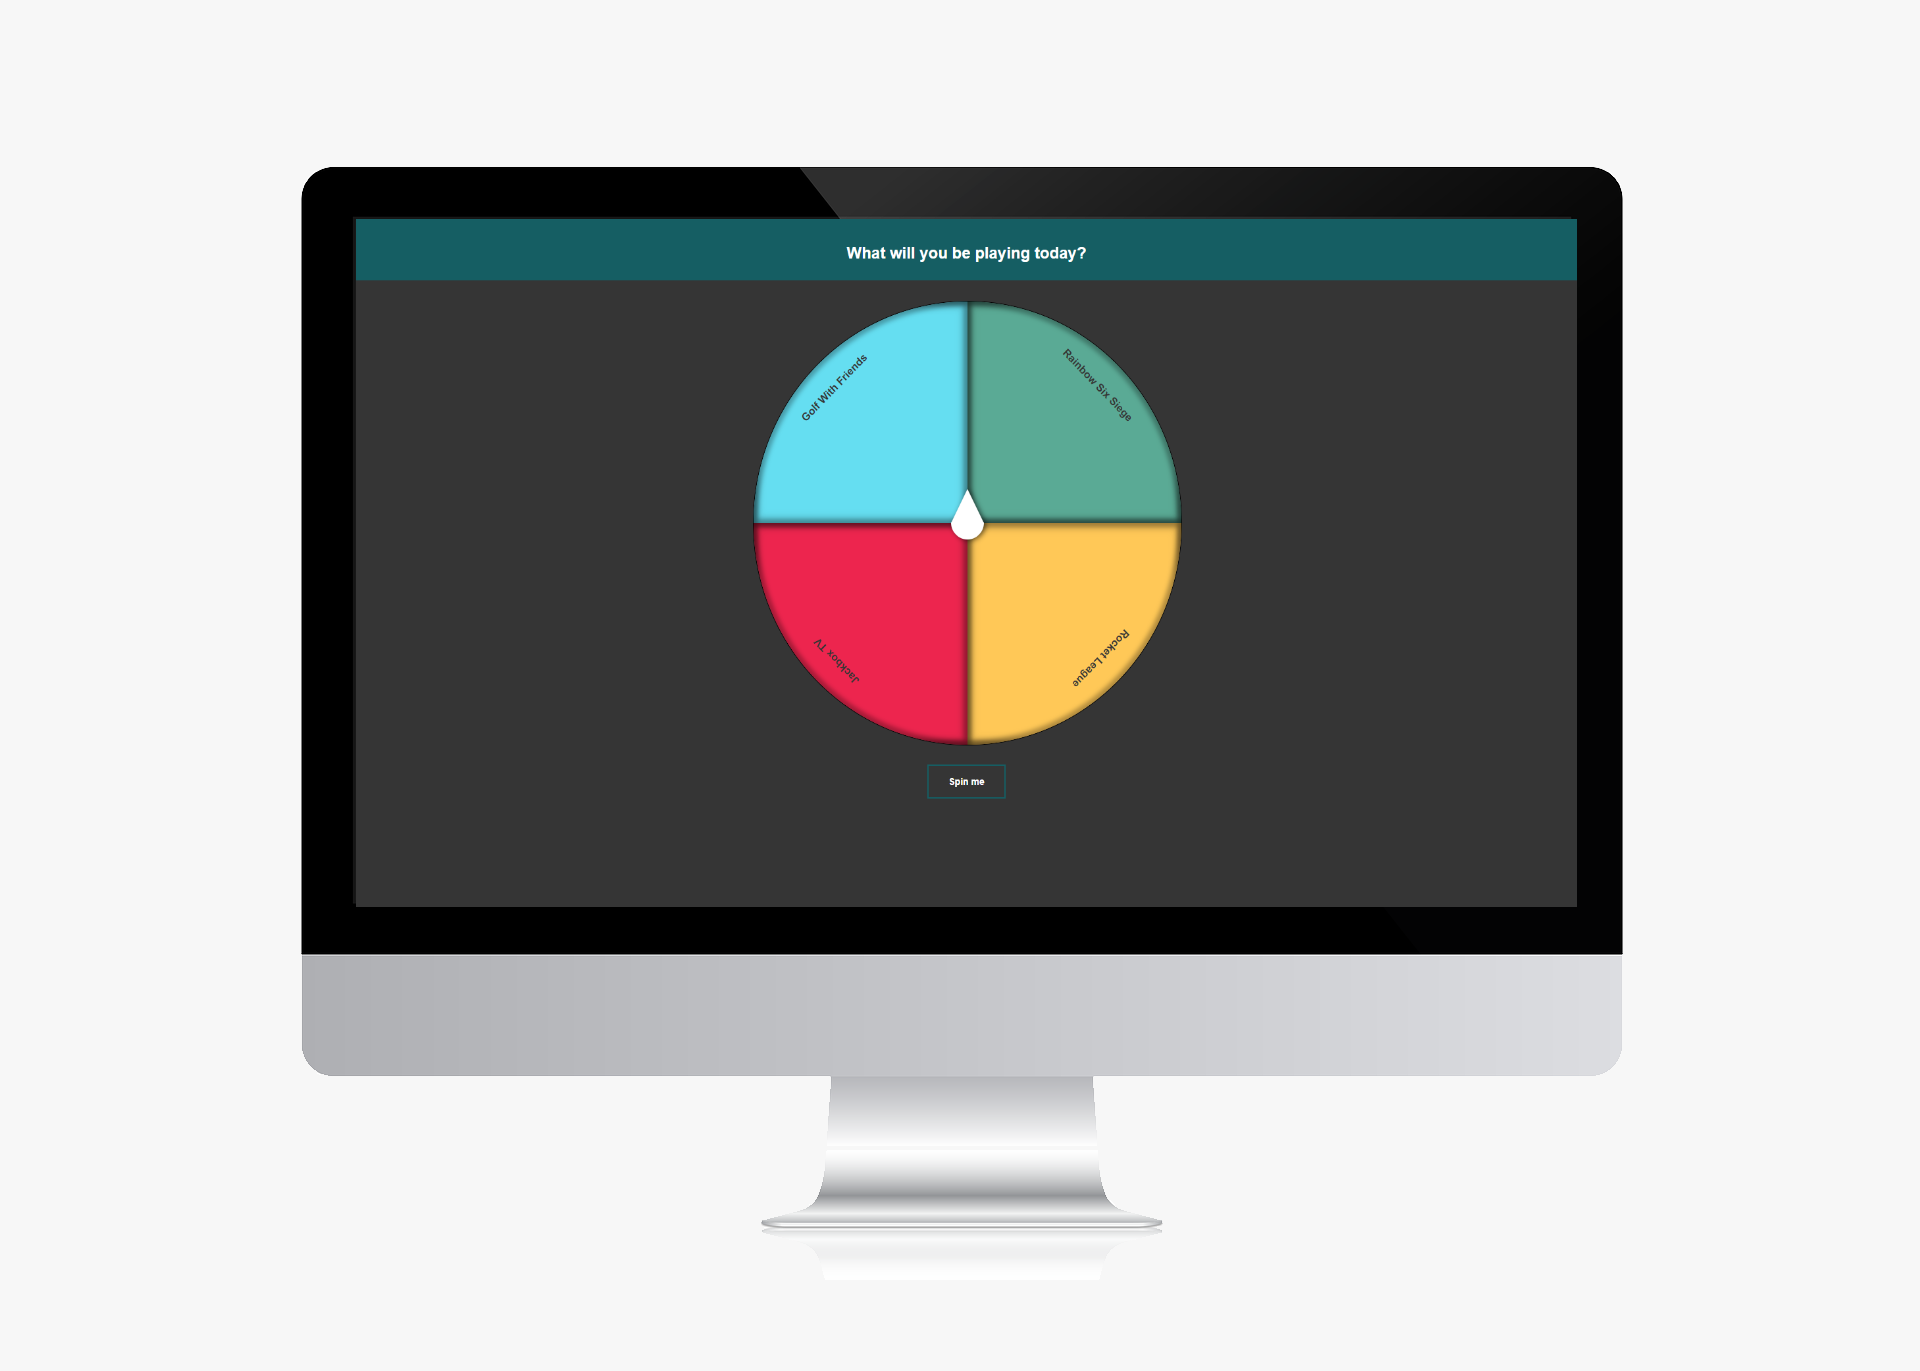 What will you be playing today?
Golf With Friends
Rainbow Six Siege
Jackbox TV
Rocket League
Spin me